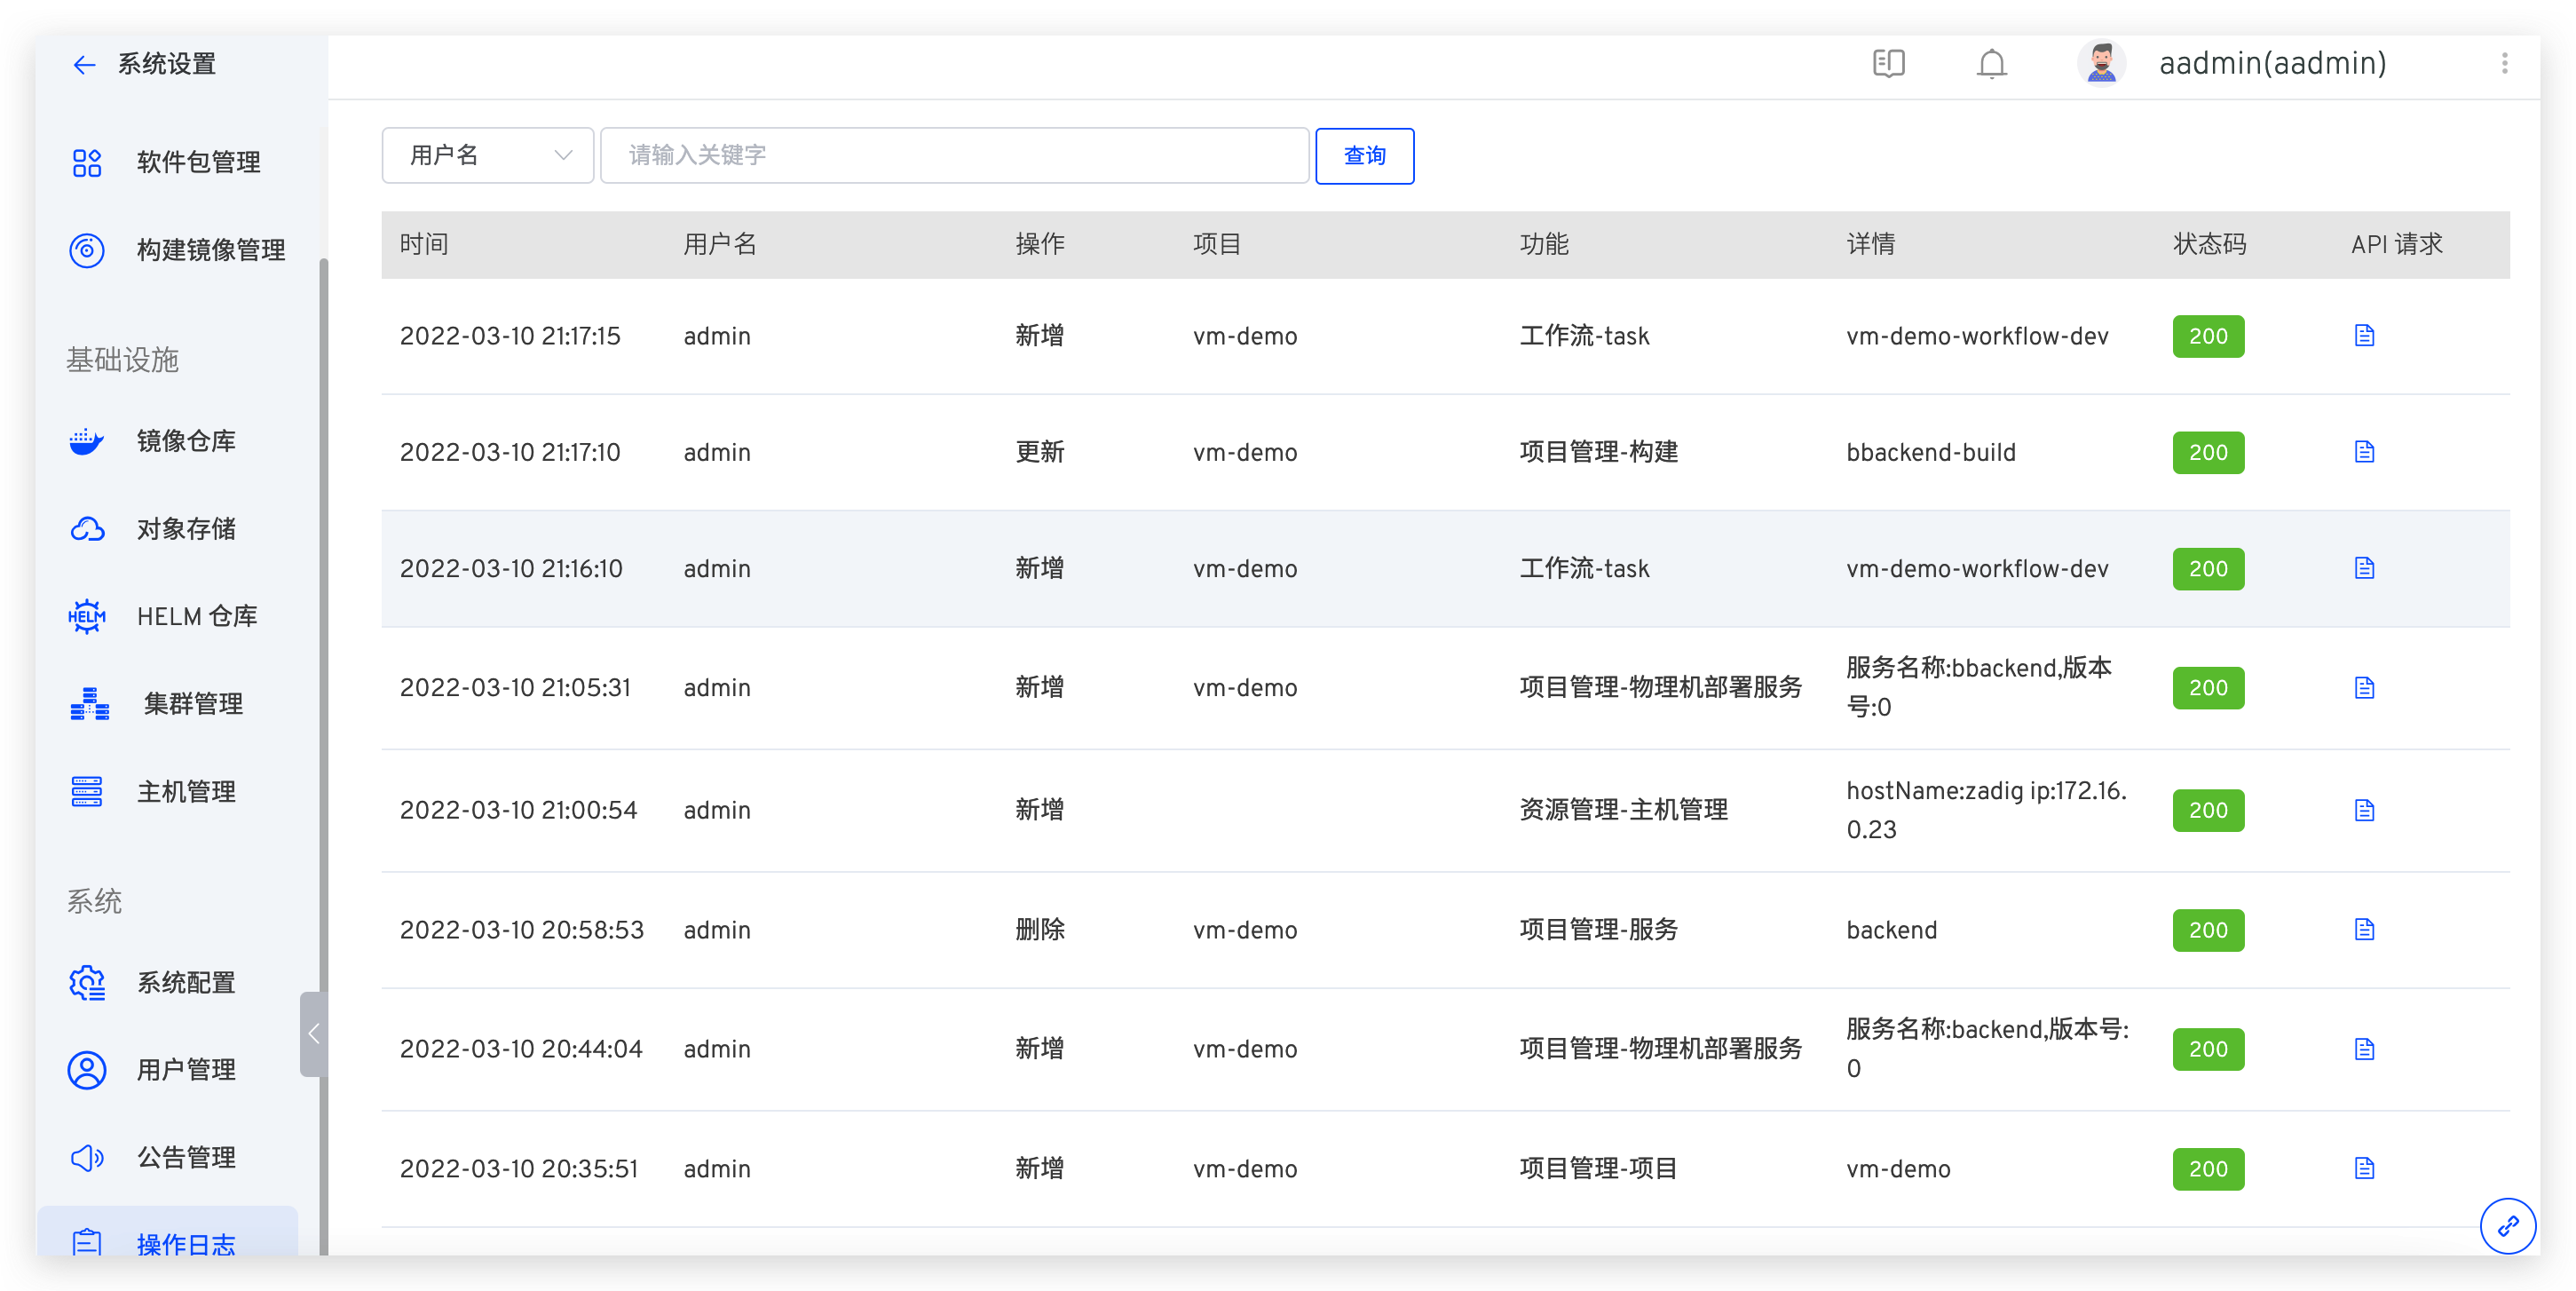 系统设置
aadmin(aadmin)
软件包管理
构建镜像管理
基础设施
镜像仓库
对象存储
HELM
HELM 仓库
集群管理
主机管理
系统
系统配置
用户管理
公告管理
操作日志
用户名
请输入关键字
查询
时间 用户名 操作 项目 功能 详情 状态码 API 请求
2022-03-10 21:17:15 admin 新增 vm-demo 工作流-task vm-demo-workflow-dev 200
2022-03-10 21:17:10 admin 更新 vm-demo 项目管理-构建 bbackend-build 200
2022-03-10 21:16:10 admin 新增 vm-demo 工作流-task vm-demo-workflow-dev 200
2022-03-10 21:05:31 admin 新增 vm-demo 项目管理-物理机部署服务 服务名称:bbackend,版本
号:0
200
2022-03-10 21:00:54 admin 新增 资源管理-主机管理 hostName:zadig ip:172.16.
0.23
200
2022-03-10 20:58:53 admin 删除 vm-demo 项目管理-服务 backend 200
2022-03-10 20:44:04 admin 新增 vm-demo 项目管理-物理机部署服务 服务名称:backend,版本号:
0
200
2022-03-10 20:35:51 admin 新增 vm-demo 项目管理-项目 vm-demo 200